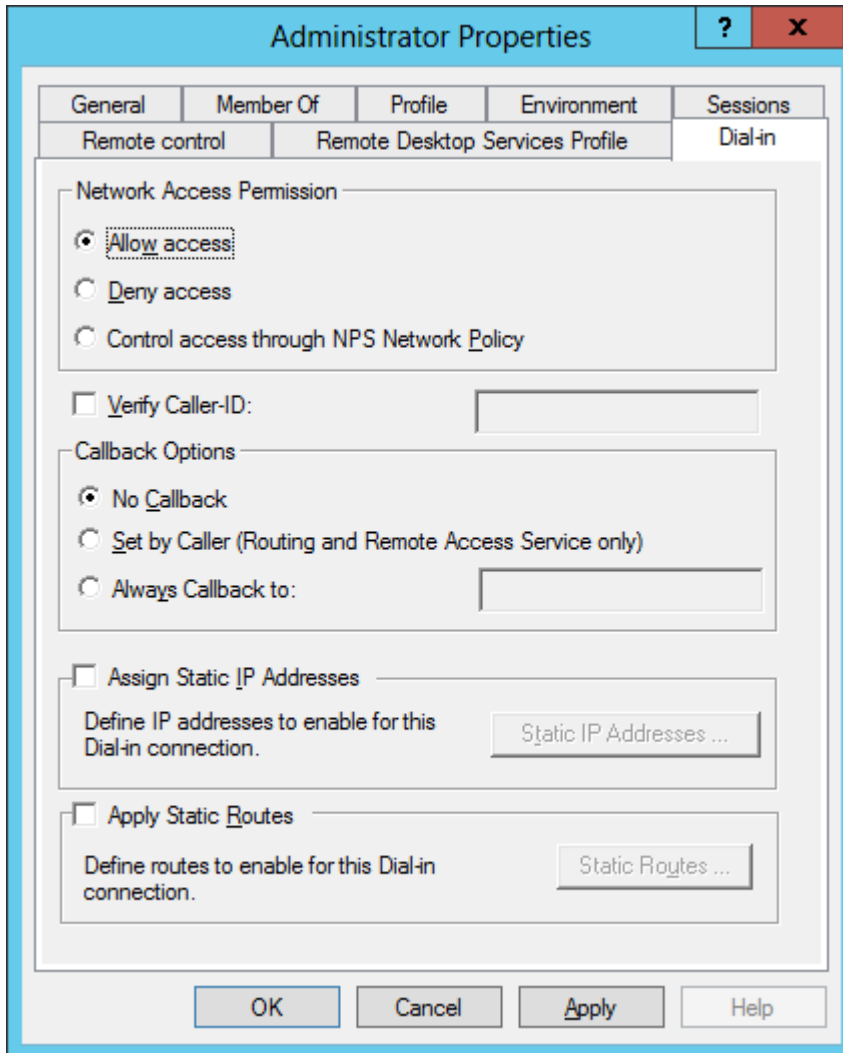 Administrator Properties
?
x
General
Member Of
Profile
Environment
Sessions
Remote control
Remote Desktop Services Profile
Dial-in
Network Access Permission
Allow access
Deny access
Control access through NPS Network Policy
Verify Caller-ID:
Callback Options
No Callback
Set by Caller (Routing and Remote Access Service only)
Always Callback to:
Assign Static IP Addresses
Define IP addresses to enable for this
Dial-in connection.
Static IP Addresses ...
Apply Static Routes
Define routes to enable for this Dial-in
connection.
Static Routes ...
OK
Cancel
Apply
Help